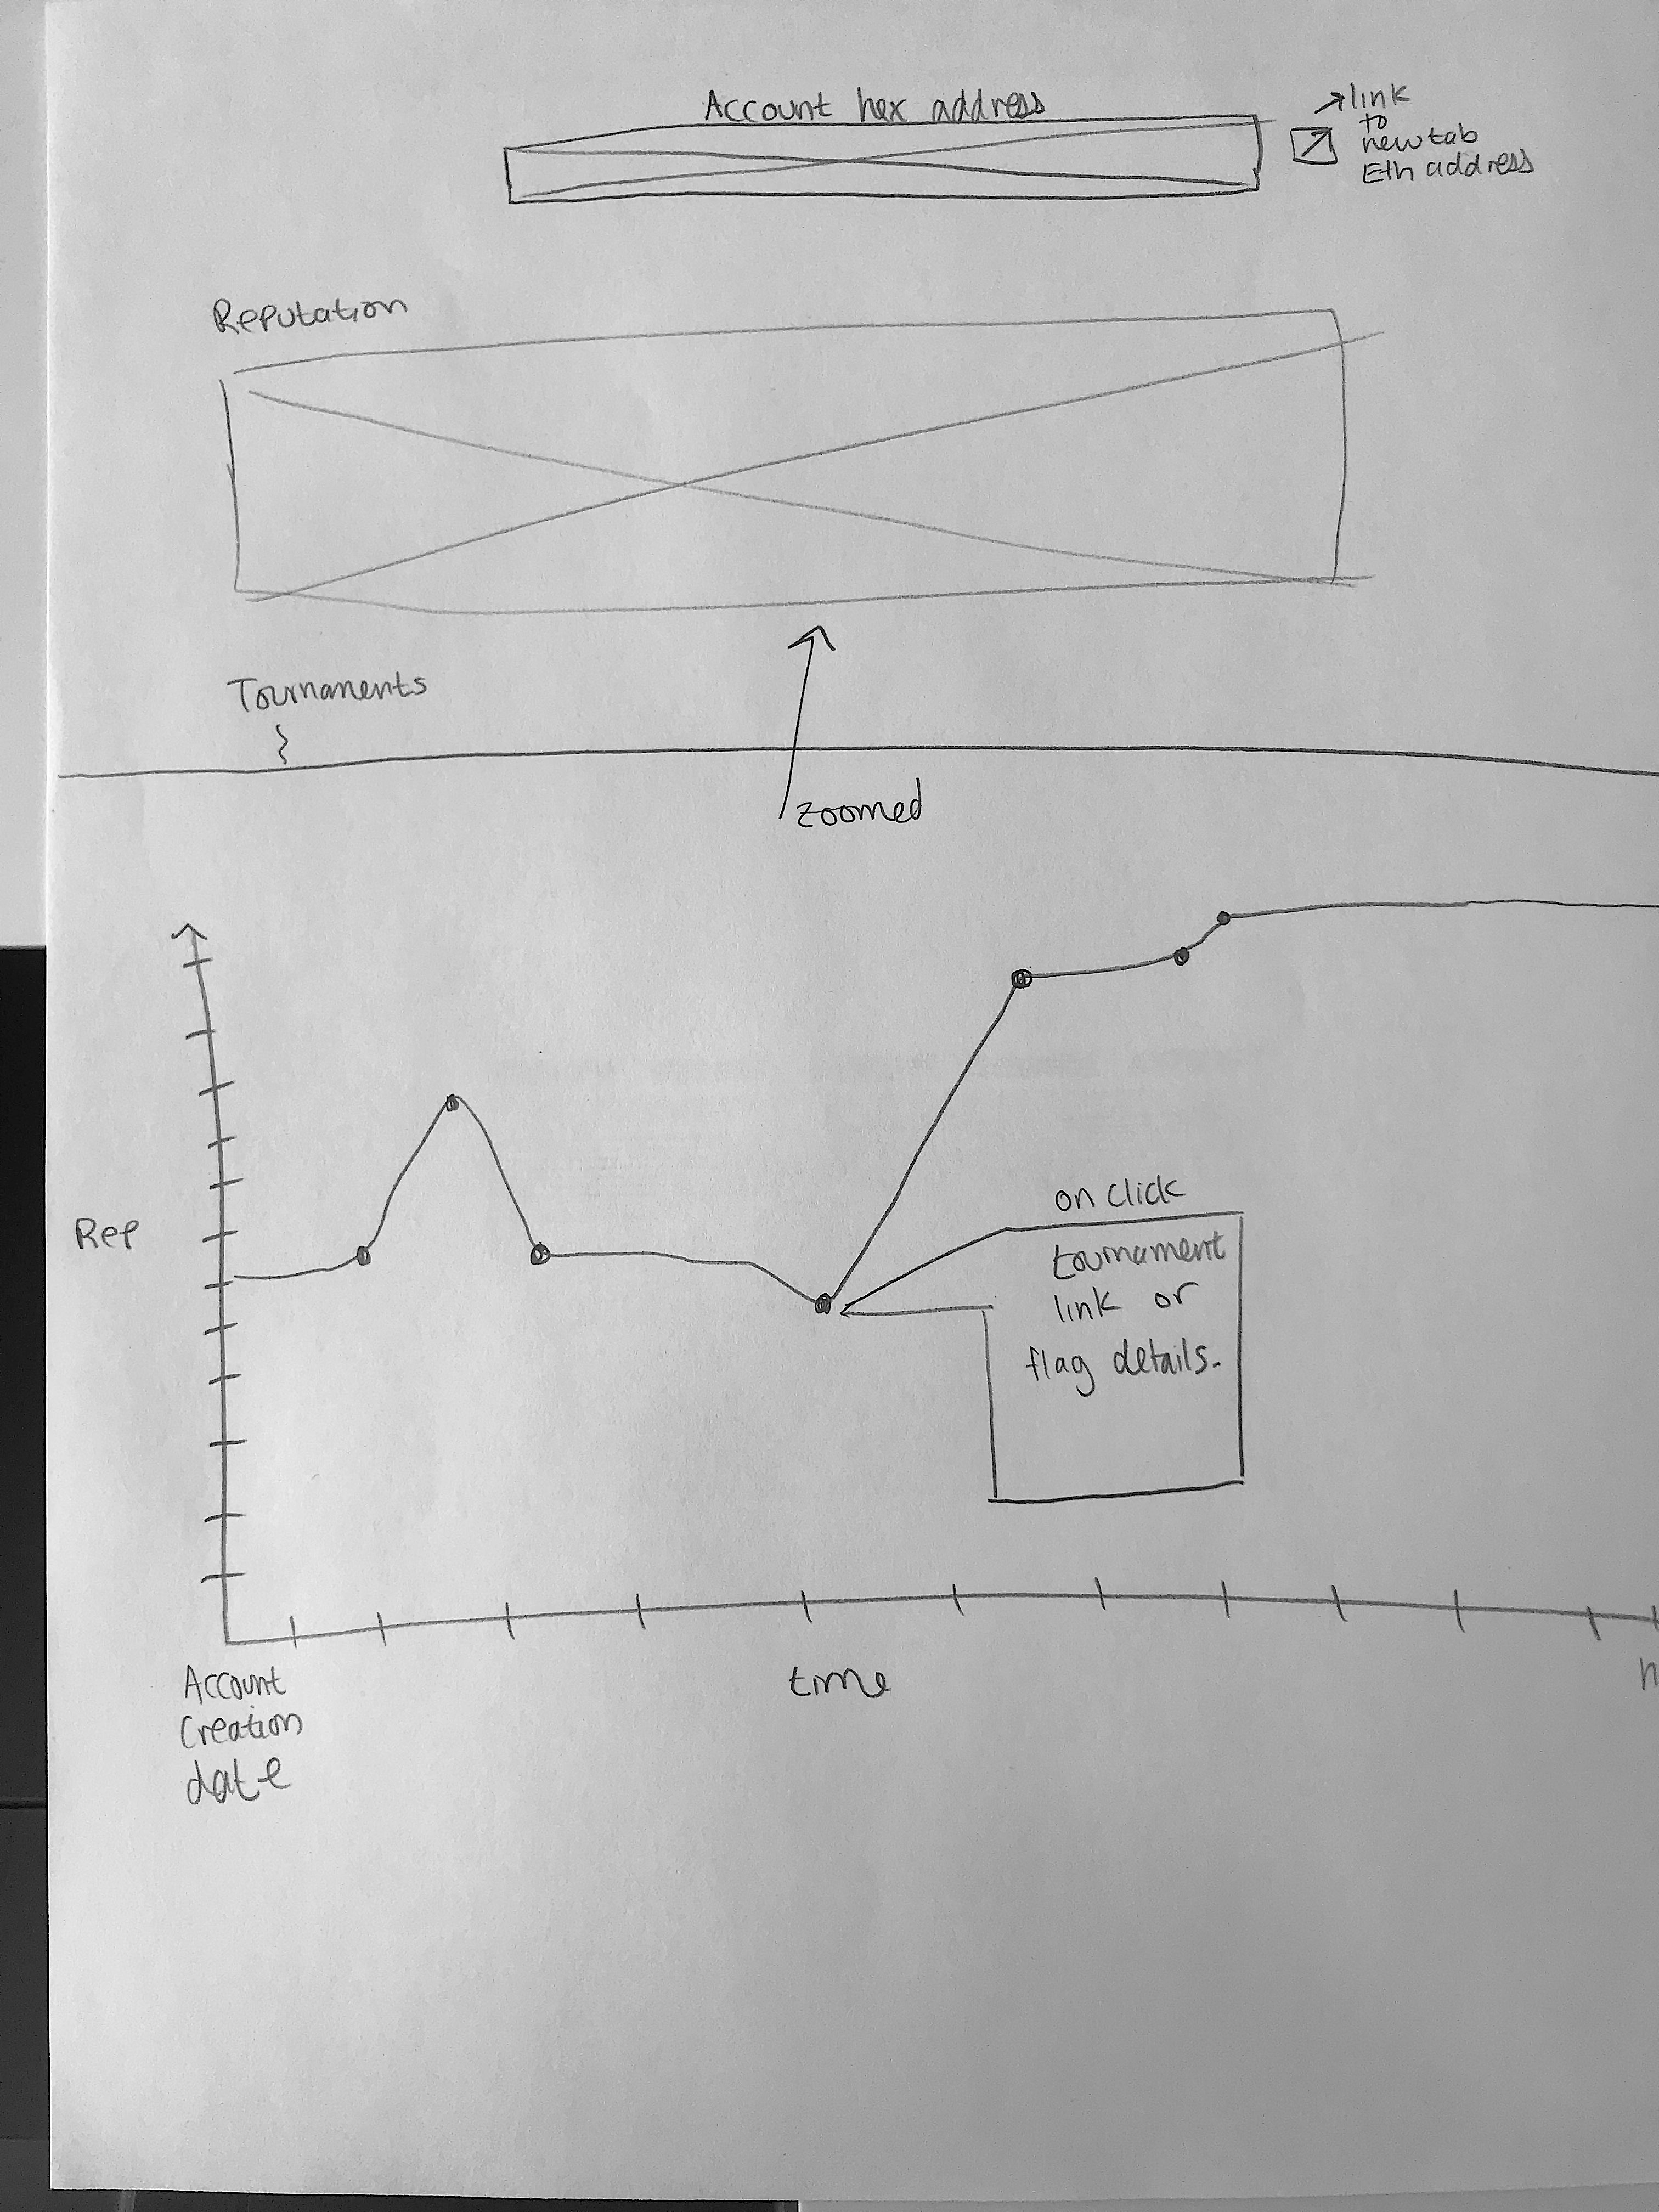 Account hex address
link
to
new tab
Eth address
Reputation
Tournaments
zoomed
Rep
on click
tournament
link or
flag details.
Account
Creation
date
time